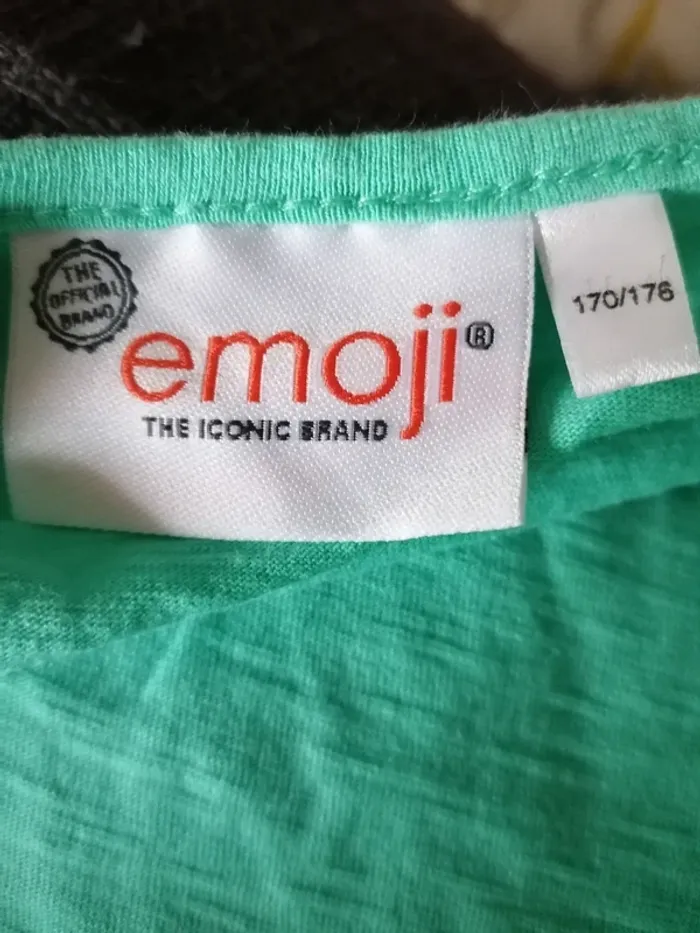 THE
OFFICIAL
BRAND
emoji®
THE ICONIC BRAND
170/176